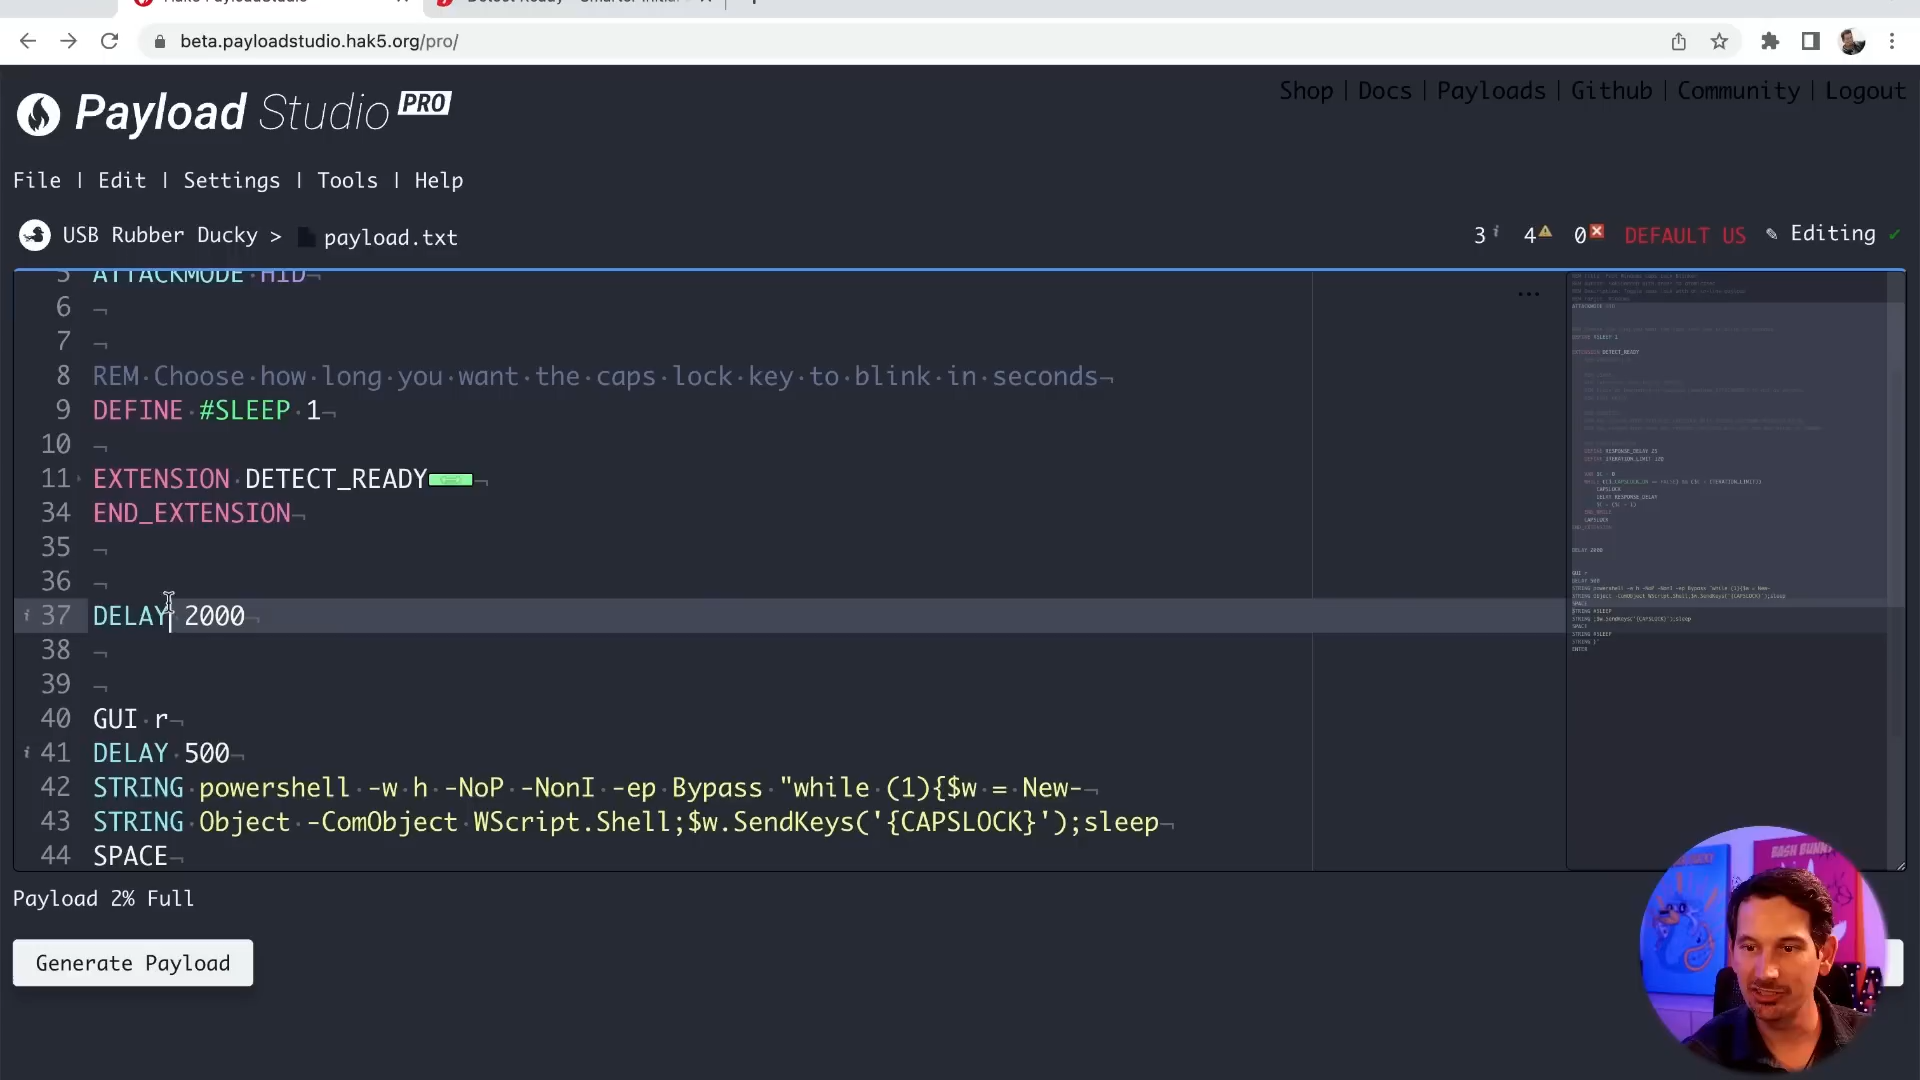 beta.payloadstudio.hak5.org/pro/
Payload Studio PRO
Shop | Docs | Payloads | Github | Community | Logout
File | Edit | Settings | Tools | Help
USB Rubber Ducky > payload.txt
3 i 4 0 DEFAULT US ✎ Editing ✓
5 ATTACKMODE HID
6
7
8 REM Choose how long you want the caps lock key to blink in seconds
9 DEFINE #SLEEP 1
10
11 EXTENSION DETECT_READY
34 END_EXTENSION
35
36
37 DELAY 2000
38
39
40 GUI r
41 DELAY 500
42 STRING powershell -w h -NoP -NonI -ep Bypass "while (1){$w = New-
43 STRING Object -ComObject WScript.Shell;$w.SendKeys('{CAPSLOCK}');sleep
44 SPACE
Payload 2% Full
Generate Payload
BASH BUNNY